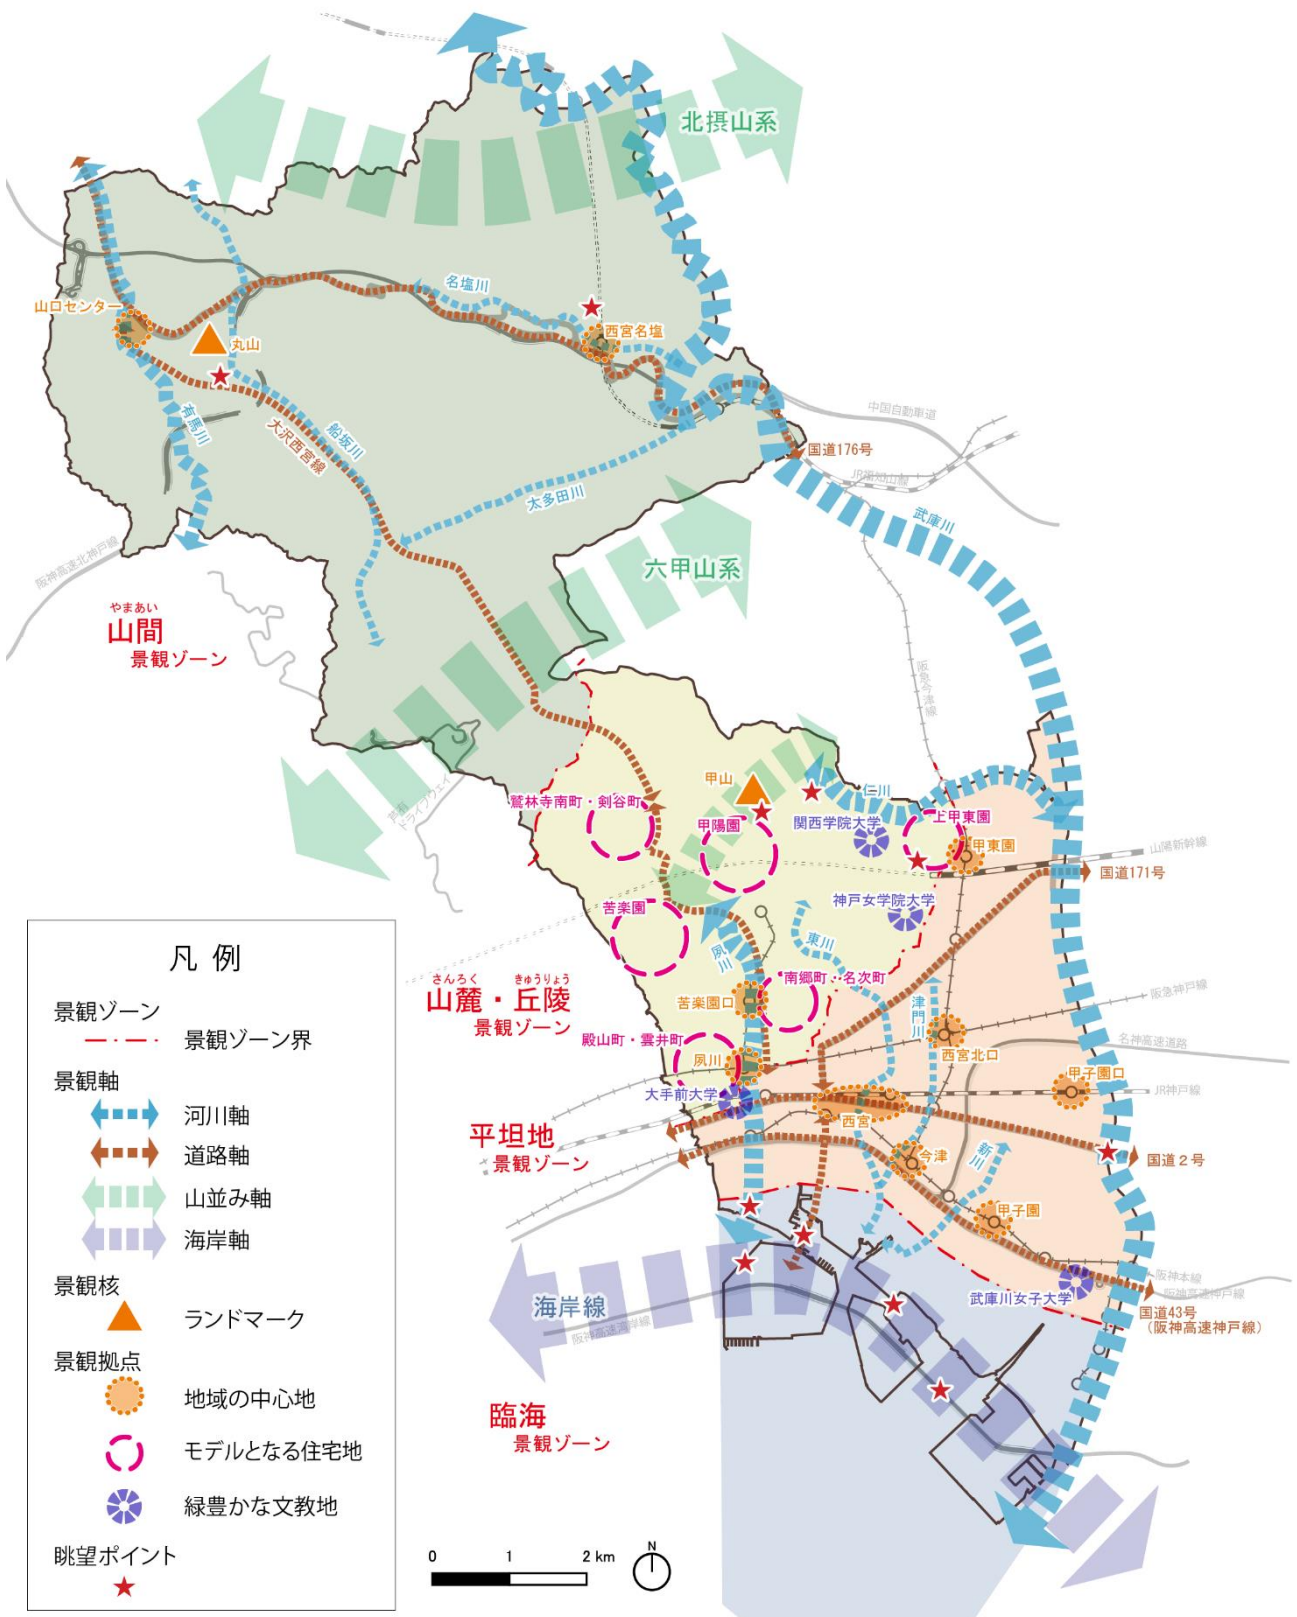 北摂山系
名塩川
山口センター
丸山
西宮名塩
中国自動車道
有馬川
大沢西宮線
船坂川
国道176号
JR福知山線
太多田川
武庫川
阪神高速北神戸線
六甲山系
やまあい
山間
景観ゾーン
阪急今津線
芦有
ドライブウェイ
甲山
仁川
鷲林寺南町・剣谷町
甲陽園
関西学院大学
上甲東園
甲東園
山陽新幹線
国道171号
神戸女学院大学
苦楽園
夙川
東川
さんろく
きゅうりょう
山麓・丘陵
景観ゾーン
南郷町・名次町
苦楽園口
津門川
阪急神戸線
殿山町・雲井町
夙川
西宮北口
名神高速道路
甲子園口
大手前大学
JR神戸線
西宮
平坦地
景観ゾーン
今津
新川
国道2号
甲子園
阪神本線
阪神高速神戸線
武庫川女子大学
国道43号
(阪神高速神戸線)
海岸線
阪神高速湾岸線
臨海
景観ゾーン
凡例
景観ゾーン
景観ゾーン界
景観軸
河川軸
道路軸
山並み軸
海岸軸
景観核
ランドマーク
景観拠点
地域の中心地
モデルとなる住宅地
緑豊かな文教地
眺望ポイント
0 1 2 km
N